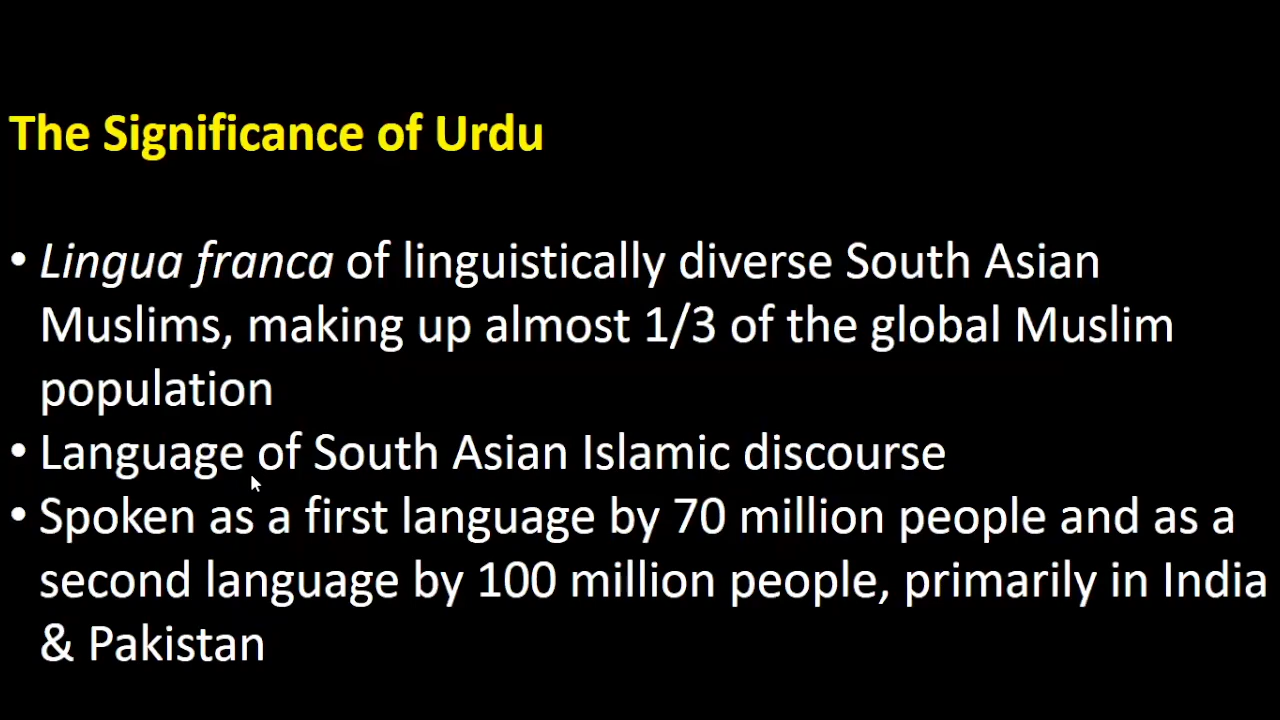 The Significance of Urdu
• Lingua franca of linguistically diverse South Asian
Muslims, making up almost 1/3 of the global Muslim
population
• Language of South Asian Islamic discourse
• Spoken as a first language by 70 million people and as a
second language by 100 million people, primarily in India
& Pakistan